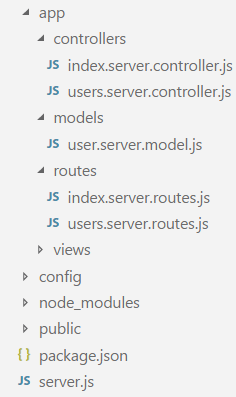 app
controllers
JS index.server.controller.js
JS users.server.controller.js
models
JS user.server.model.js
routes
JS index.server.routes.js
JS users.server.routes.js
views
config
node_modules
public
{} package.json
JS server.js